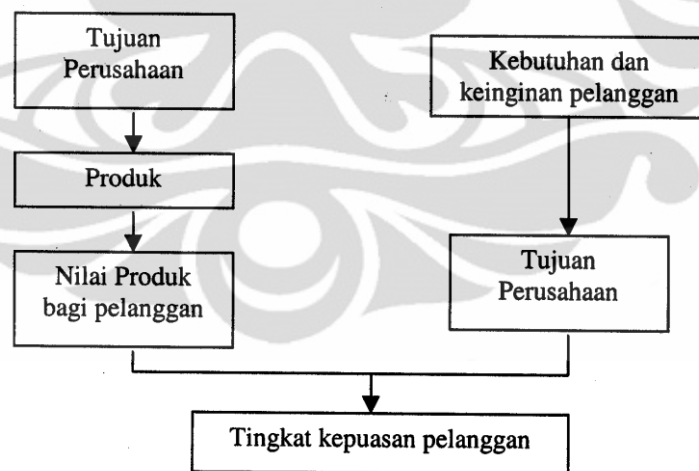 Tujuan
Perusahaan
Produk
Nilai Produk
bagi pelanggan
Kebutuhan dan
keinginan pelanggan
Tujuan
Perusahaan
Tingkat kepuasan pelanggan